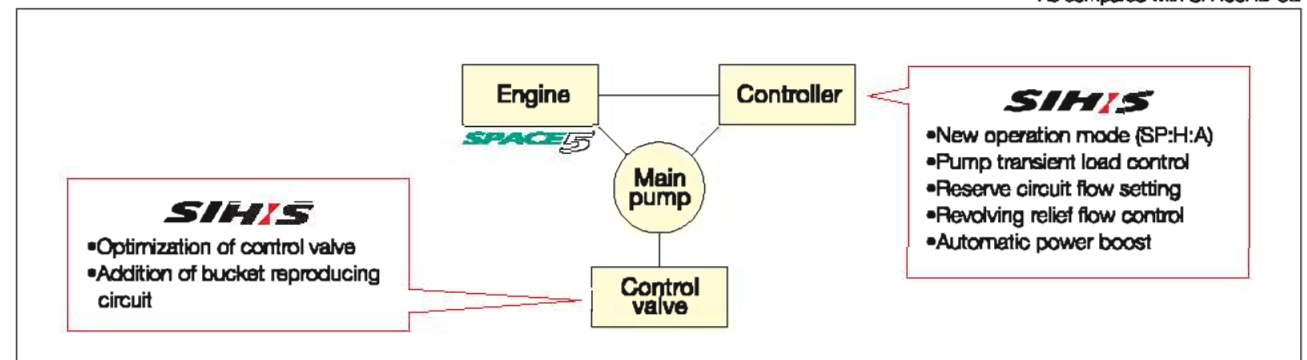 Engine
Controller
SPACE5
Main
pump
Control
valve
SIH:S
•Optimization of control valve
•Addition of bucket reproducing
circuit
SIH:S
•New operation mode (SP:H:A)
•Pump transient load control
•Reserve circuit flow setting
•Revolving relief flow control
•Automatic power boost